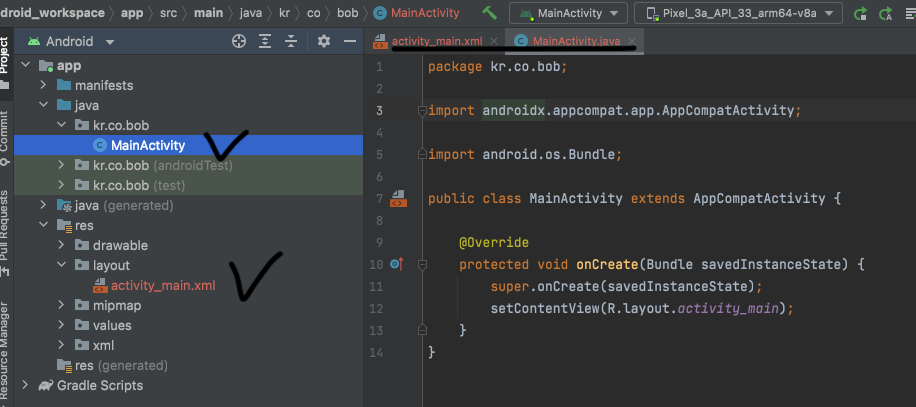 droid_workspace > app > src > main > java > kr > co > bob > MainActivity
MainActivity
Pixel_3a_API_33_arm64-v8a
Project
Commit
Pull Requests
Resource Manager
Android
app
manifests
java
kr.co.bob
MainActivity
kr.co.bob (androidTest)
kr.co.bob (test)
java (generated)
res
drawable
layout
activity_main.xml
mipmap
values
xml
res (generated)
Gradle Scripts
activity_main.xml
MainActivity.java
1 package kr.co.bob;
2
3 import androidx.appcompat.app.AppCompatActivity;
4
5 import android.os.Bundle;
6
7 public class MainActivity extends AppCompatActivity {
8
9 @Override
10 protected void onCreate(Bundle savedInstanceState) {
11 super.onCreate(savedInstanceState);
12 setContentView(R.layout.activity_main);
13 }
14 }